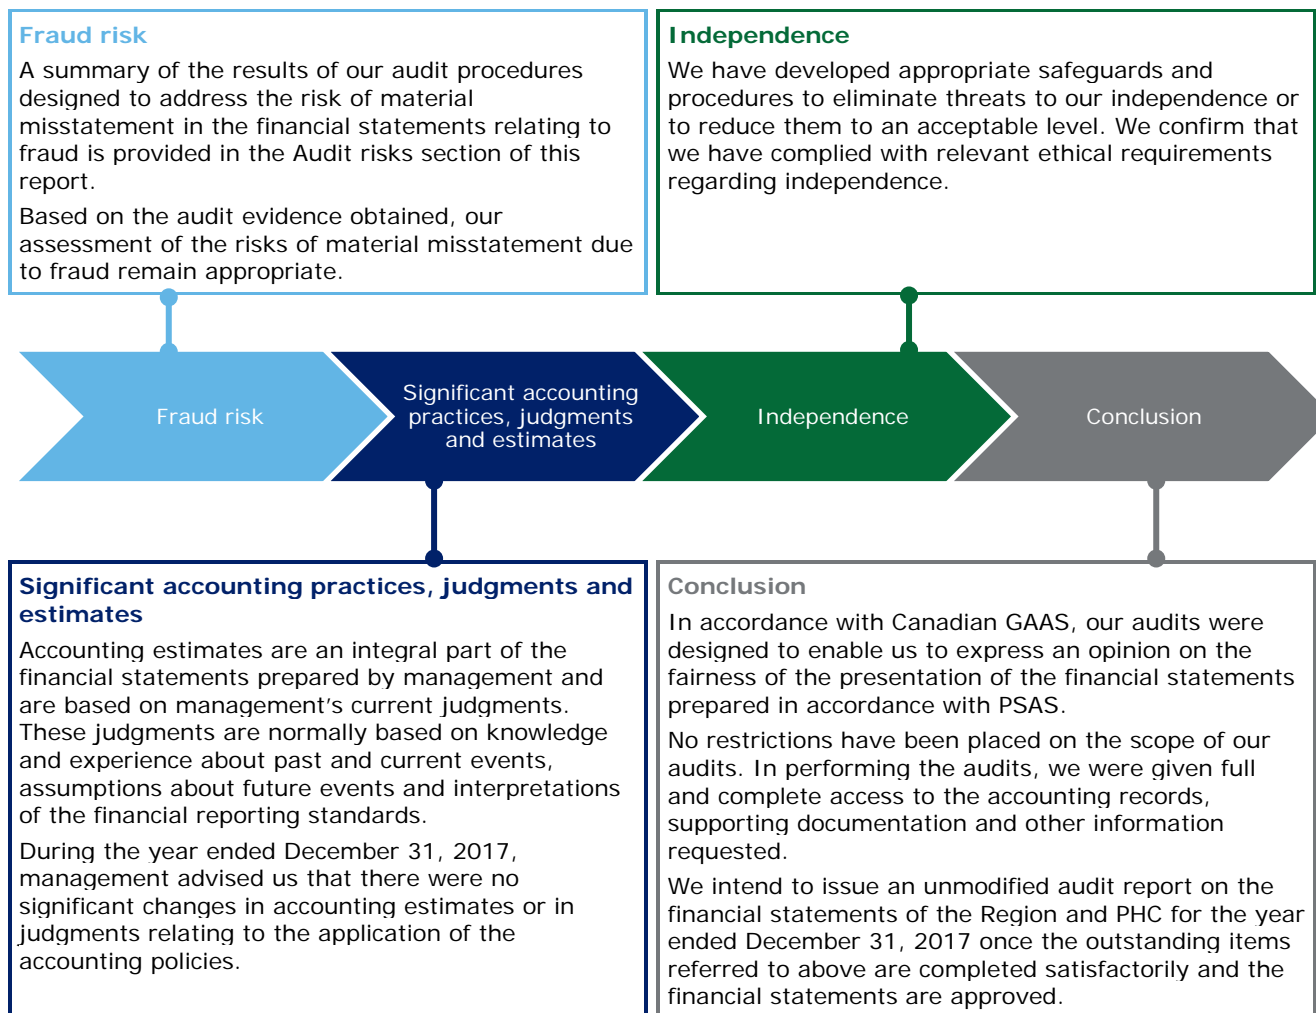 Fraud risk
A summary of the results of our audit procedures
designed to address the risk of material
misstatement in the financial statements relating to
fraud is provided in the Audit risks section of this
report.
Based on the audit evidence obtained, our
assessment of the risks of material misstatement due
to fraud remain appropriate.
Independence
We have developed appropriate safeguards and
procedures to eliminate threats to our independence or
to reduce them to an acceptable level. We confirm that
we have complied with relevant ethical requirements
regarding independence.
Fraud risk
Significant accounting
practices, judgments
and estimates
Independence
Conclusion
Significant accounting practices, judgments and
estimates
Accounting estimates are an integral part of the
financial statements prepared by management and
are based on management's current judgments.
These judgments are normally based on knowledge
and experience about past and current events,
assumptions about future events and interpretations
of the financial reporting standards.
During the year ended December 31, 2017,
management advised us that there were no
significant changes in accounting estimates or in
judgments relating to the application of the
accounting policies.
Conclusion
In accordance with Canadian GAAS, our audits were
designed to enable us to express an opinion on the
fairness of the presentation of the financial statements
prepared in accordance with PSAS.
No restrictions have been placed on the scope of our
audits. In performing the audits, we were given full
and complete access to the accounting records,
supporting documentation and other information
requested.
We intend to issue an unmodified audit report on the
financial statements of the Region and PHC for the year
ended December 31, 2017 once the outstanding items
referred to above are completed satisfactorily and the
financial statements are approved.